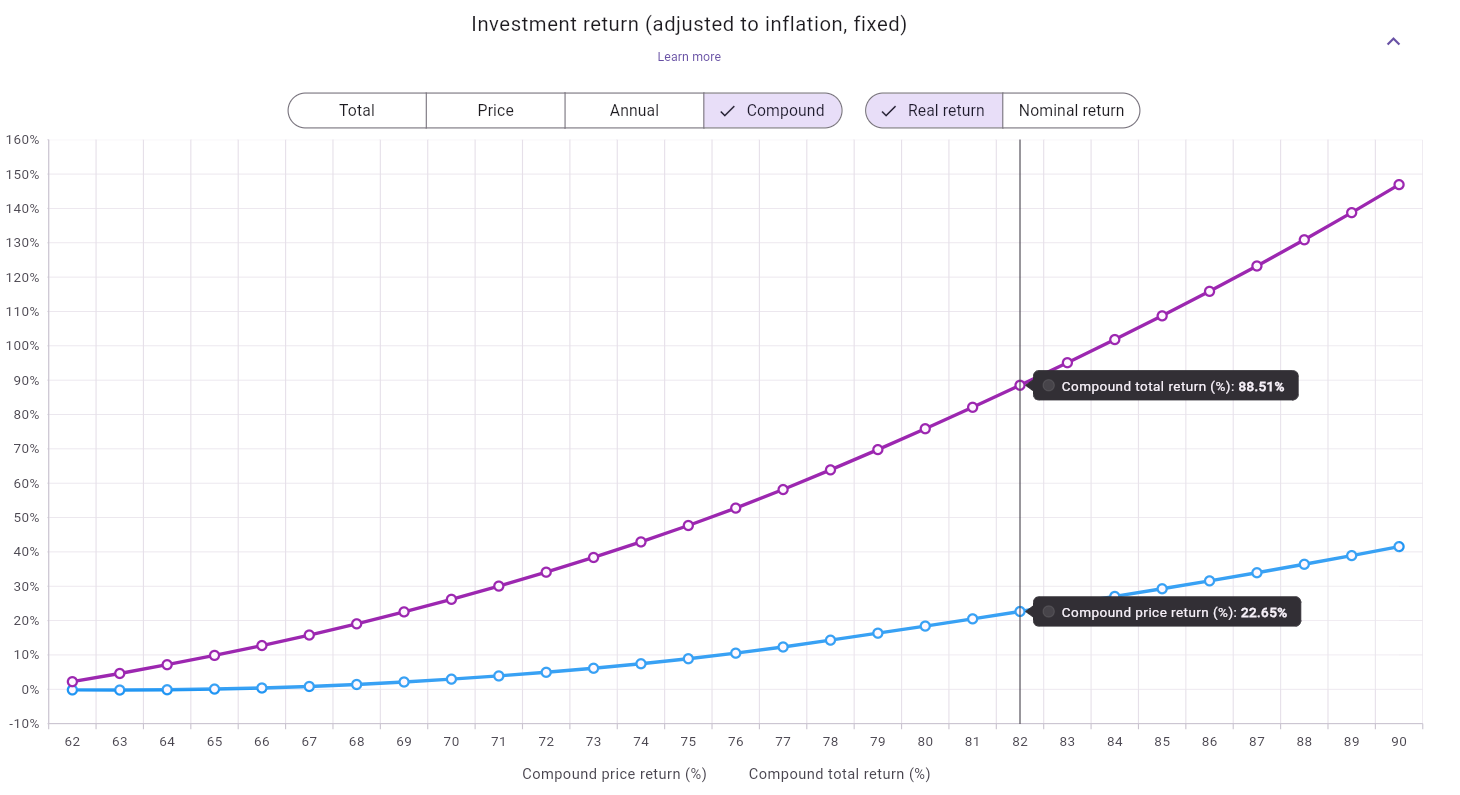 Investment return (adjusted to inflation, fixed)
Learn more
Total Price Annual Compound Real return Nominal return
160%
150%
140%
130%
120%
110%
100%
90%
Compound total return (%): 88.51%
80%
70%
60%
50%
40%
30%
Compound price return (%): 22.65%
20%
10%
0%
-10%
62 63 64 65 66 67 68 69 70 71 72 73 74 75 76 77 78 79 80 81 82 83 84 85 86 87 88 89 90
Compound price return (%) Compound total return (%)